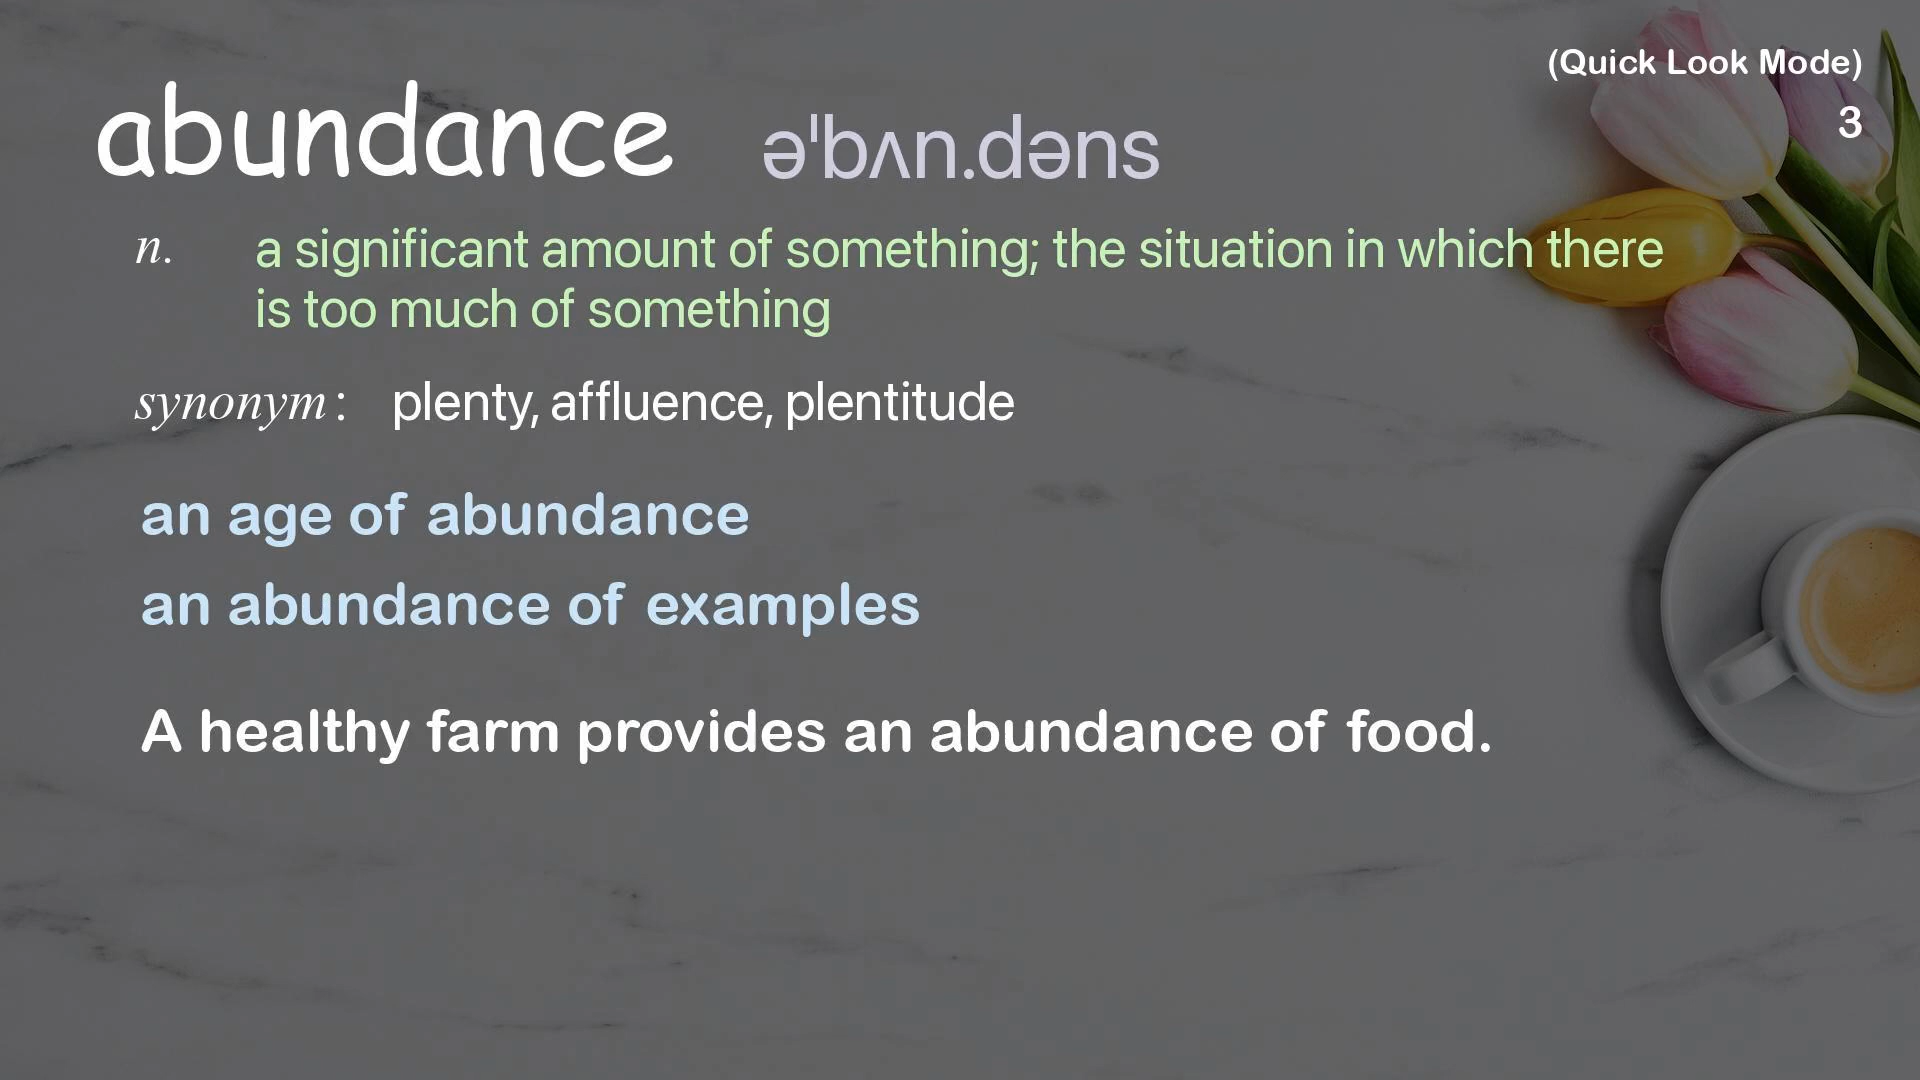 (Quick Look Mode)
3
abundance əˈbʌn.dəns
n. a significant amount of something; the situation in which there
is too much of something
synonym: plenty, affluence, plentitude
an age of abundance
an abundance of examples
A healthy farm provides an abundance of food.